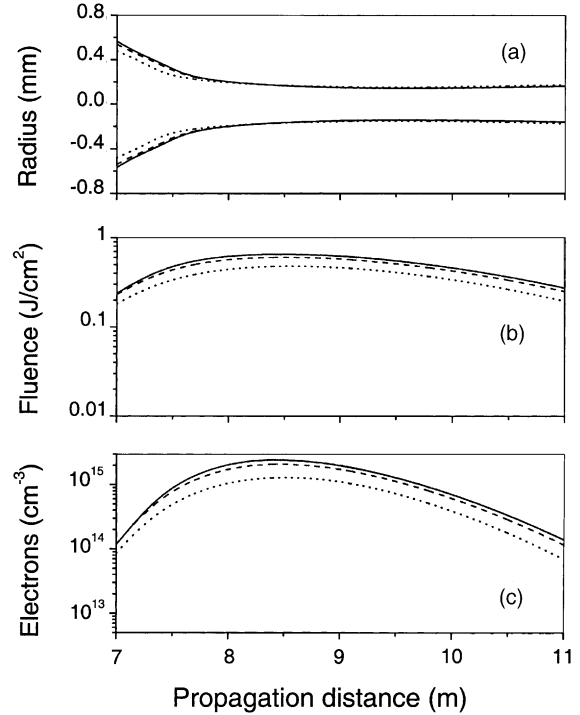 0.8
0.4
0.0
-0.4
-0.8
Radius (mm)
(a)
1
0.1
0.01
Fluence (J/cm²)
(b)
10¹⁵
10¹⁴
10¹³
Electrons (cm⁻³)
(c)
7 8 9 10 11
Propagation distance (m)